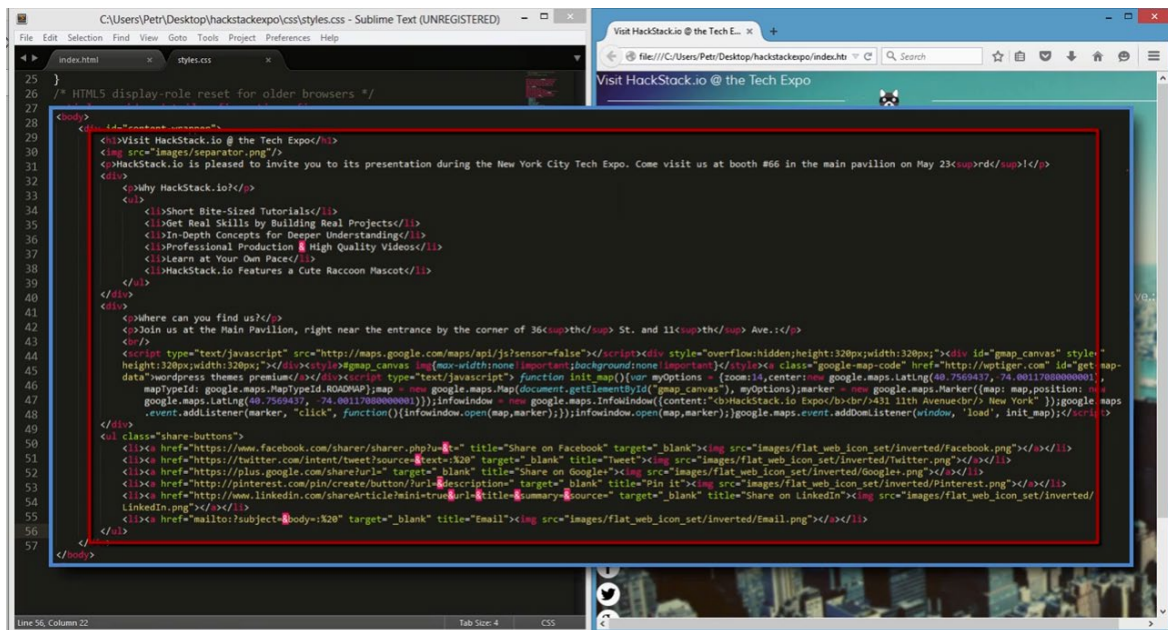 C:\Users\Petr\Desktop\hackstackexpo\css\styles.css - Sublime Text (UNREGISTERED)
File Edit Selection Find View Goto Tools Project Preferences Help
index.html × styles.css ×
25 }
26 /* HTML5 display-role reset for older browsers */
27
28 <body>
29 <h1>Visit HackStack.io @ the Tech Expo</h1>
30 <img src="images/separator.png"/>
31 <p>HackStack.io is pleased to invite you to its presentation during the New York City Tech Expo. Come visit us at booth #66 in the main pavilion on May 23<sup>rd</sup>!</p>
32 <div>
33 <p>Why HackStack.io?</p>
<ul>
34 <li>Short Bite-Sized Tutorials</li>
35 <li>Get Real Skills by Building Real Projects</li>
36 <li>In-Depth Concepts for Deeper Understanding</li>
37 <li>Professional Production & High Quality Videos</li>
<li>Learn at Your Own Pace</li>
38 <li>HackStack.io Features a Cute Raccoon Mascot</li>
39 </ul>
40 </div>
<div>
41 <p>Where can you find us?</p>
42 <p>Join us at the Main Pavilion, right near the entrance by the corner of 36<sup>th</sup> St. and 11<sup>th</sup> Ave.:</p>
43 <br/>
44 <script type="text/javascript" src="http://maps.google.com/maps/api/js?sensor=false"></script><div style="overflow:hidden;height:320px;width:320px;"><div id="gmap_canvas" style="
45 height:320px;width:320px;"></div><style>#gmap_canvas img{max-width:none!important;background:none!important}</style><a class="google-map-code" href="http://wptiger.com" id="get-map-
46 data">wordpress themes premium</a></div><script type="text/javascript"> function init_map(){var myOptions = {zoom:14,center:new google.maps.LatLng(40.7569437, -74.00117080000001),
mapTypeId: google.maps.MapTypeId.ROADMAP};map = new google.maps.Map(document.getElementById("gmap_canvas"), myOptions);marker = new google.maps.Marker({map: map,position: new
47 google.maps.LatLng(40.7569437, -74.00117080000001)});infowindow = new google.maps.InfoWindow({content:"<b>HackStack.io Expo</b><br/>431 11th Avenue<br/> New York" });google.maps
48 .event.addListener(marker, "click", function(){infowindow.open(map,marker);});infowindow.open(map,marker);}google.maps.event.addDomListener(window, 'load', init_map);</script>
49 </div>
<ul class="share-buttons">
50 <li><a href="https://www.facebook.com/sharer/sharer.php?u=&t=" title="Share on Facebook" target="_blank"><img src="images/flat_web_icon_set/inverted/Facebook.png"></a></li>
51 <li><a href="https://twitter.com/intent/tweet?source=&text=:%20" target="_blank" title="Tweet"><img src="images/flat_web_icon_set/inverted/Twitter.png"></a></li>
52 <li><a href="https://plus.google.com/share?url=" target="_blank" title="Share on Google+"><img src="images/flat_web_icon_set/inverted/Google+.png"></a></li>
53 <li><a href="http://pinterest.com/pin/create/button/?url=&description=" target="_blank" title="Pin it"><img src="images/flat_web_icon_set/inverted/Pinterest.png"></a></li>
54 <li><a href="http://www.linkedin.com/shareArticle?mini=true&url=&title=&summary=&source=" target="_blank" title="Share on LinkedIn"><img src="images/flat_web_icon_set/inverted/
LinkedIn.png"></a></li>
55 <li><a href="mailto:?subject=&body=:%20" target="_blank" title="Email"><img src="images/flat_web_icon_set/inverted/Email.png"></a></li>
56 </ul>
57
</body>
Line 56, Column 22
Tab Size: 4 CSS
Visit HackStack.io @ the Tech E... ×
file:///C:/Users/Petr/Desktop/hackstackexpo/index.htr
Search
Visit HackStack.io @ the Tech Expo